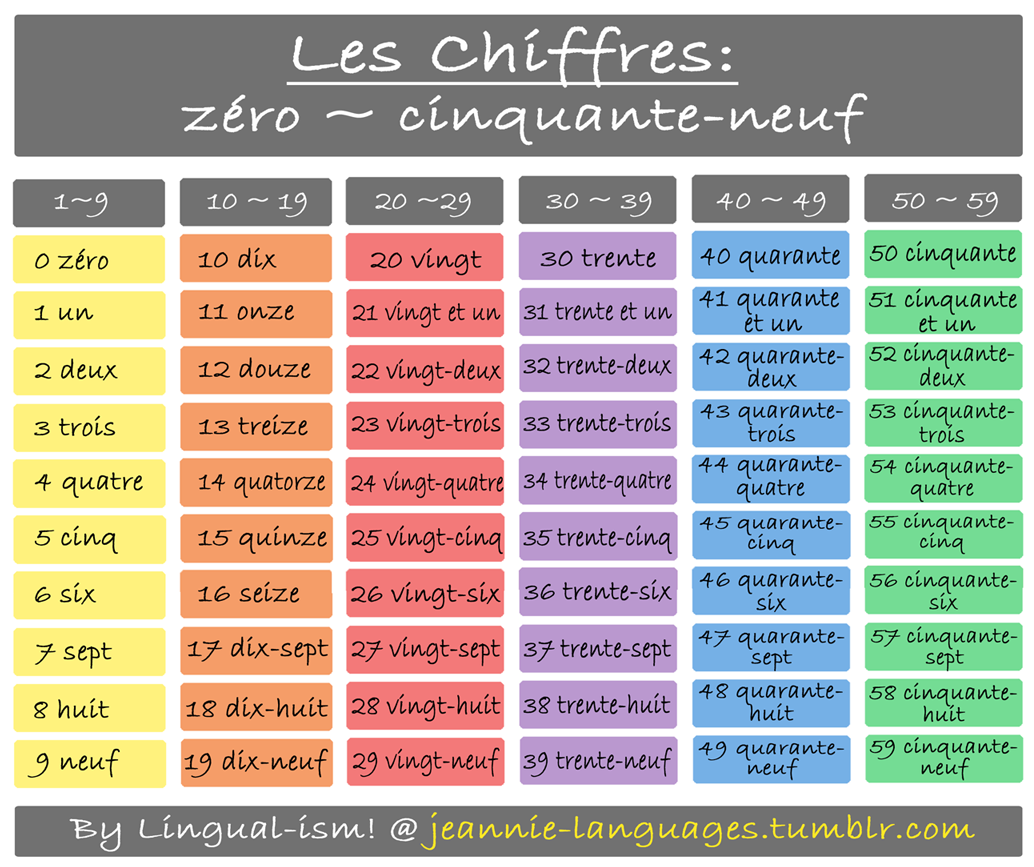 Les Chiffres:
zéro ~ cinquante-neuf
1~9
10 ~ 19
20 ~29
30 ~ 39
40 ~ 49
50 ~ 59
0 zéro
10 dix
20 vingt
30 trente
40 quarante
50 cinquante
1 un
11 onze
21 vingt et un
31 trente et un
41 quarante
et un
51 cinquante
et un
2 deux
12 douze
22 vingt-deux
32 trente-deux
42 quarante-
deux
52 cinquante-
deux
3 trois
13 treize
23 vingt-trois
33 trente-trois
43 quarante-
trois
53 cinquante-
trois
4 quatre
14 quatorze
24 vingt-quatre
34 trente-quatre
44 quarante-
quatre
54 cinquante-
quatre
5 cinq
15 quinze
25 vingt-cinq
35 trente-cinq
45 quarante-
cinq
55 cinquante-
cinq
6 six
16 seize
26 vingt-six
36 trente-six
46 quarante-
six
56 cinquante-
six
7 sept
17 dix-sept
27 vingt-sept
37 trente-sept
47 quarante-
sept
57 cinquante-
sept
8 huit
18 dix-huit
28 vingt-huit
38 trente-huit
48 quarante-
huit
58 cinquante-
huit
9 neuf
19 dix-neuf
29 vingt-neuf
39 trente-neuf
49 quarante-
neuf
59 cinquante-
neuf
By Lingual-ism! @ jeannie-languages.tumblr.com